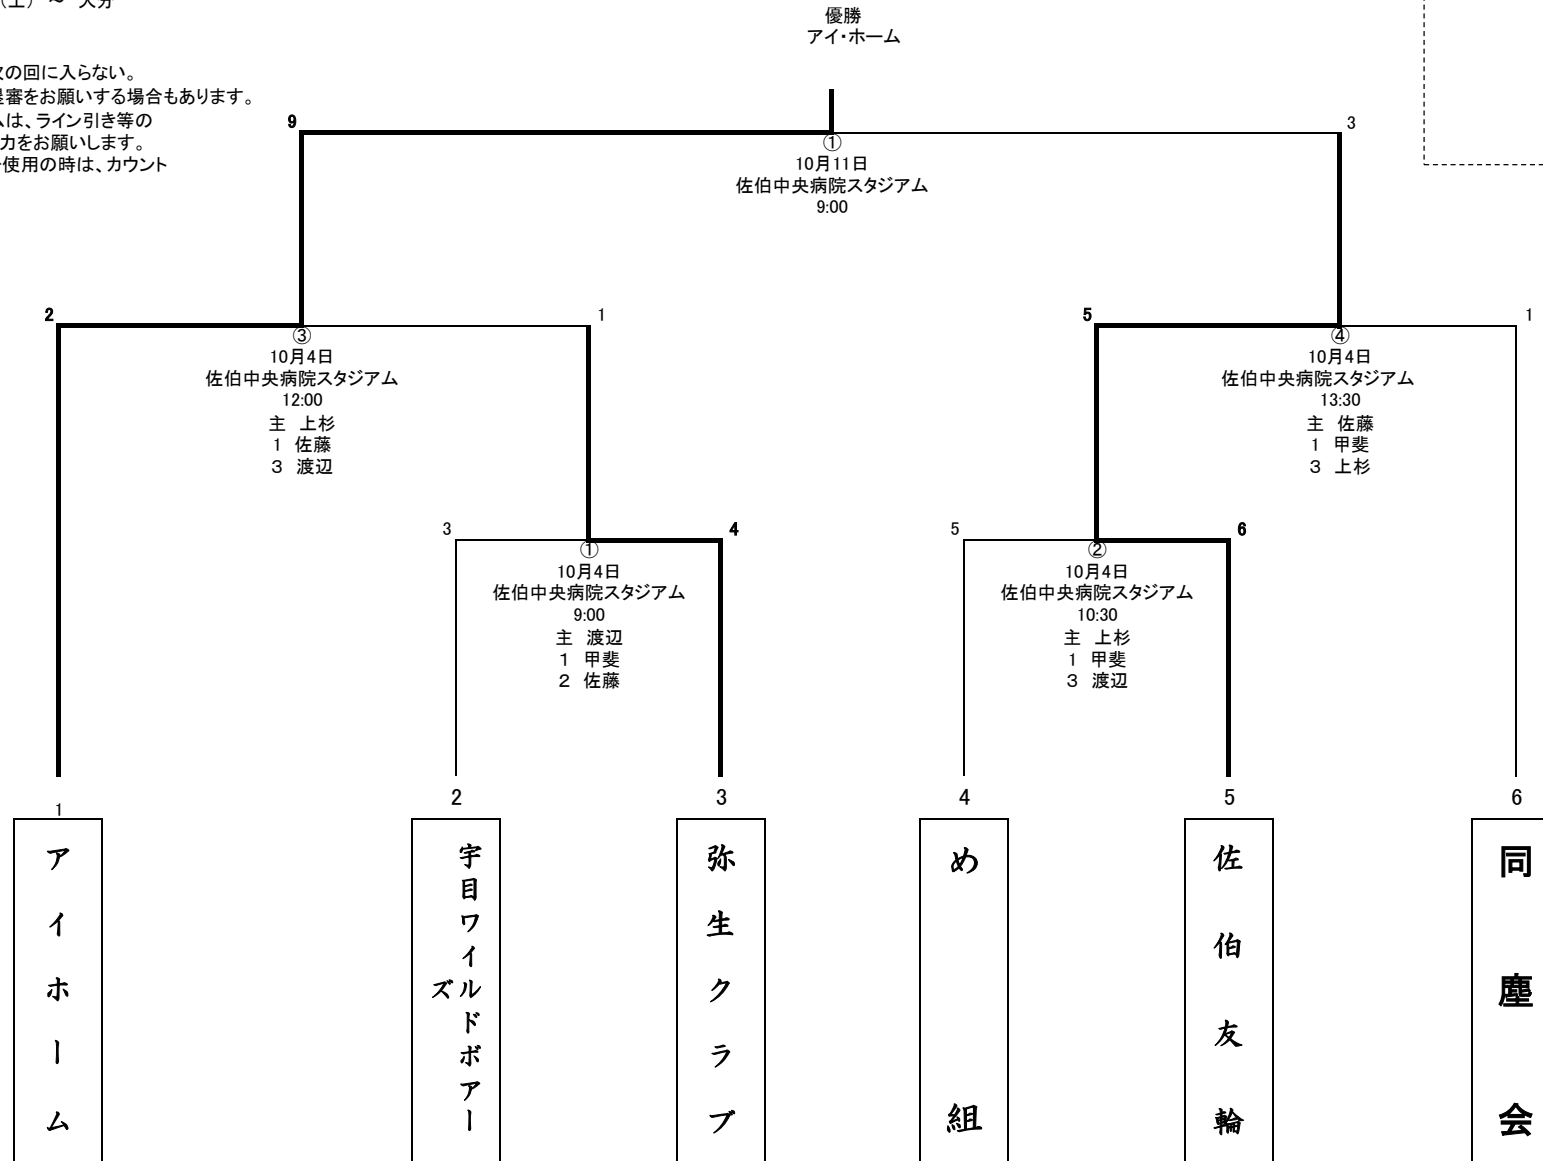 (土) ～ 大分
優勝
アイ・ホーム
次の回に入らない。
塁審をお願いする場合もあります。
ムは、ライン引き等の
力をお願いします。
使用の時は、カウント
9
3
①
10月11日
佐伯中央病院スタジアム
9:00
2
1
③
10月4日
佐伯中央病院スタジアム
12:00
主 上杉
1 佐藤
3 渡辺
5
1
④
10月4日
佐伯中央病院スタジアム
13:30
主 佐藤
1 甲斐
3 上杉
3
4
①
10月4日
佐伯中央病院スタジアム
9:00
主 渡辺
1 甲斐
2 佐藤
5
6
②
10月4日
佐伯中央病院スタジアム
10:30
主 上杉
1 甲斐
3 渡辺
1
アイホーム
2
宇目ワイルドボアー
ズ
3
弥生クラブ
4
め組
5
佐伯友輪
6
同塵会